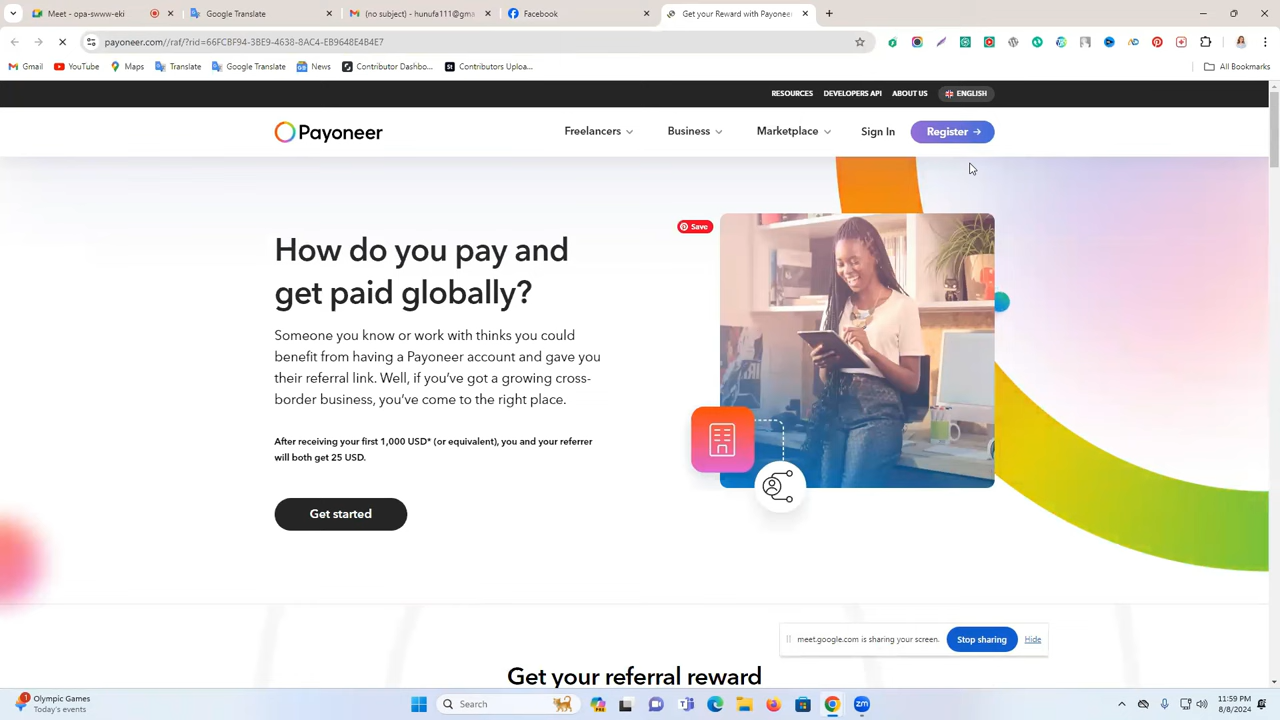 Meet - opa-woww-eki
Google Translate
(no subject) - honufa111@gma
Facebook
Get your Reward with Payonee
payoneer.com//raf/?rid=66FCBF94-3BE9-4638-8AC4-EB9648E4B4E7
Gmail
YouTube
Maps
Translate
Google Translate
News
Contributor Dashbo...
Contributors Uploa...
All Bookmarks
RESOURCES
DEVELOPERS API
ABOUT US
ENGLISH
Payoneer
Freelancers
Business
Marketplace
Sign In
Register
Save
How do you pay and
get paid globally?
Someone you know or work with thinks you could
benefit from having a Payoneer account and gave you
their referral link. Well, if you've got a growing cross-
border business, you've come to the right place.
After receiving your first 1,000 USD* (or equivalent), you and your referrer
will both get 25 USD.
Get started
meet.google.com is sharing your screen.
Stop sharing
Hide
Get your referral reward
1
Olympic Games
Today's events
Search
11:59 PM
8/8/2024